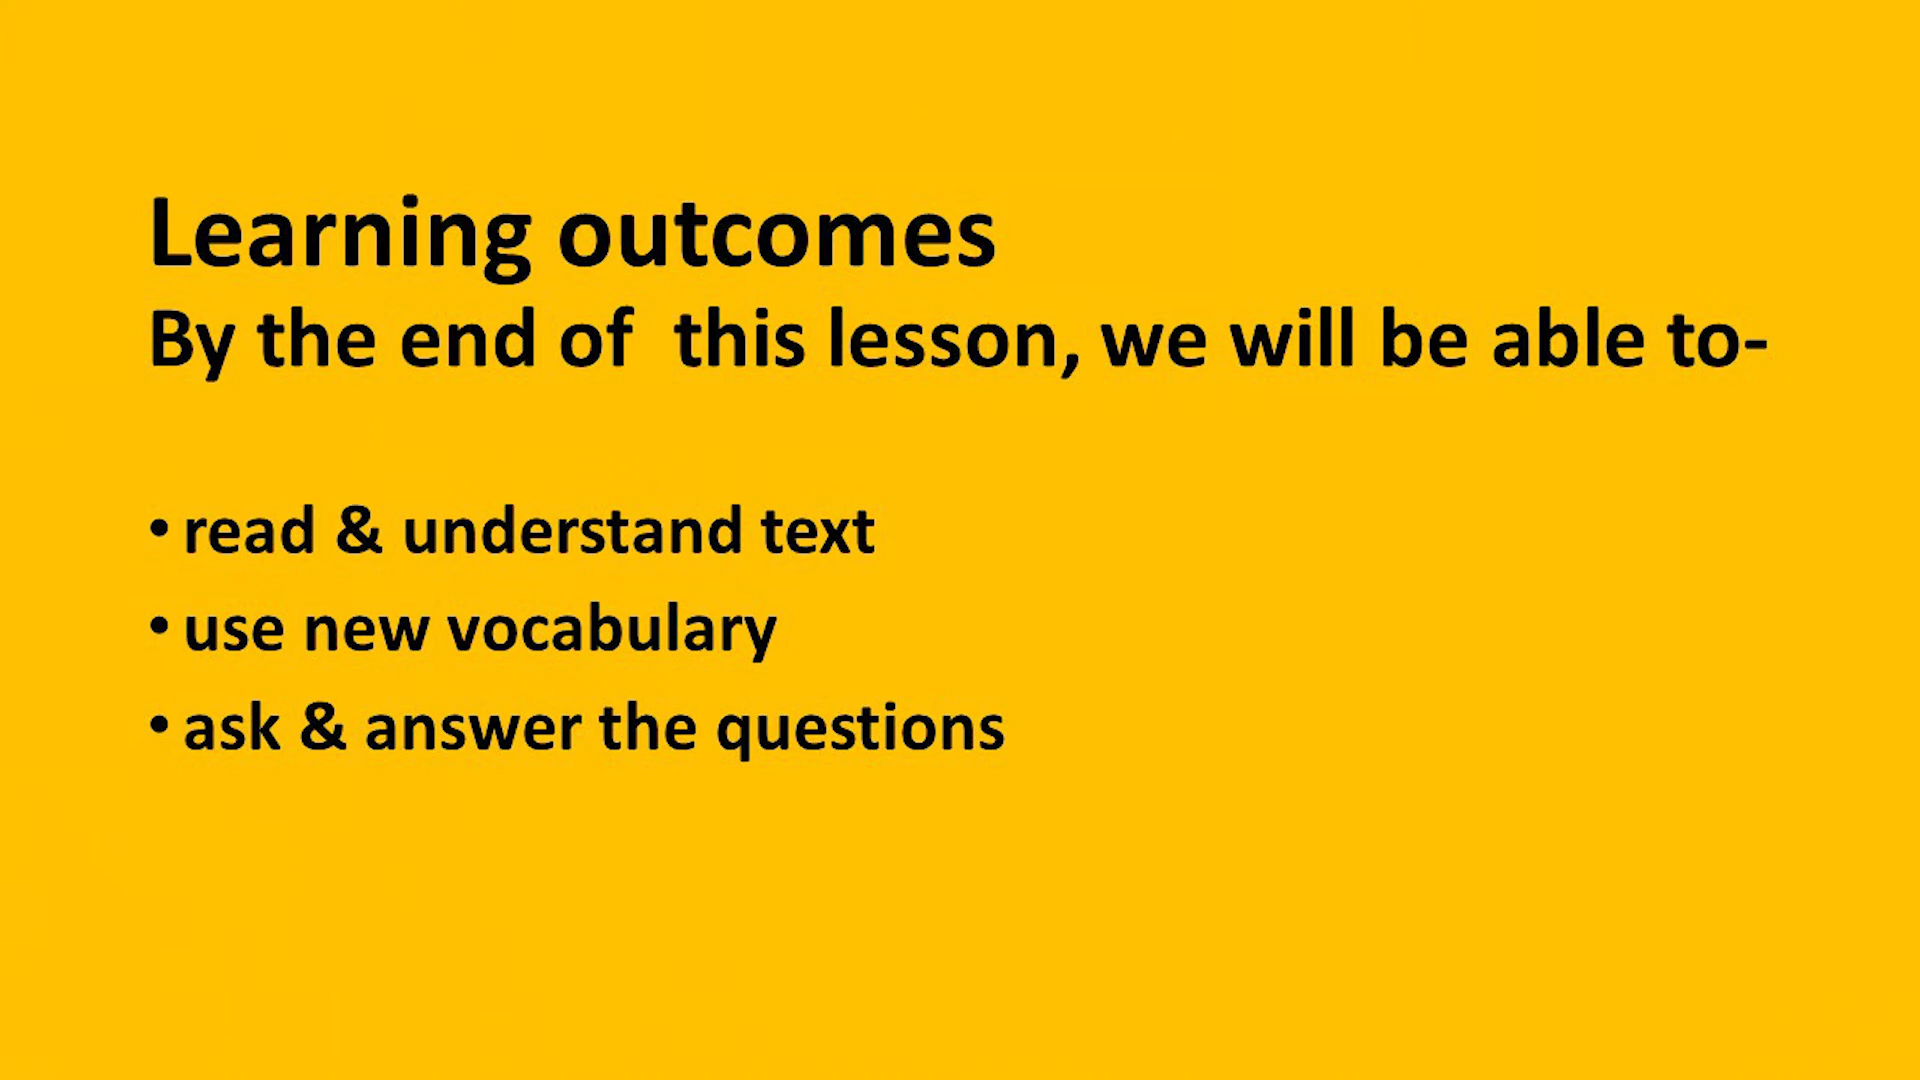 Learning outcomes
By the end of  this lesson, we will be able to-
• read & understand text
• use new vocabulary
• ask & answer the questions